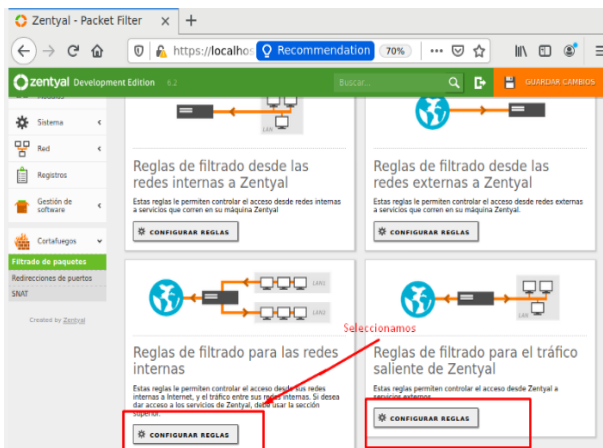 Zentyal - Packet Filter
https://localhos
Recommendation
70%
zentyal Development Edition 6.2
Buscar...
GUARDAR CAMBIOS
Sistema
Red
Registros
Gestión de
software
Cortafuegos
Filtrado de paquetes
Redirecciones de puertos
SNAT
Created by Zentyal
LAN
Reglas de filtrado desde las
redes internas a Zentyal
Estas reglas le permiten controlar el acceso desde redes internas
a servicios que corren en su máquina Zentyal
CONFIGURAR REGLAS
Reglas de filtrado desde las
redes externas a Zentyal
Estas reglas le permiten controlar el acceso desde redes externas
a servicios que corren en su máquina Zentyal.
CONFIGURAR REGLAS
LAN1
LAN2
Seleccionamos
Reglas de filtrado para las redes
internas
Estas reglas le permiten controlar el acceso desde sus redes
internas a Internet, y el tráfico entre sus redes internas. Si desea
dar acceso a los servicios de Zentyal, debe usar la sección
superior.
CONFIGURAR REGLAS
LAN
Reglas de filtrado para el tráfico
saliente de Zentyal
Estas reglas permiten controlar el acceso desde Zentyal a
servicios externos.
CONFIGURAR REGLAS